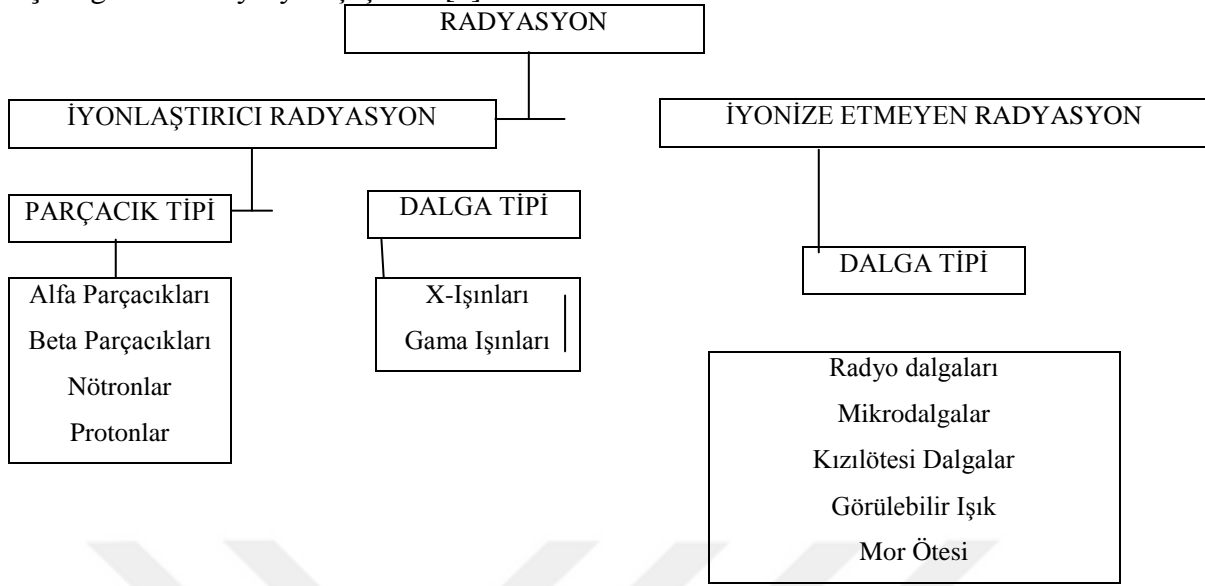 RADYASYON
İYONLAŞTIRICI RADYASYON
İYONİZE ETMEYEN RADYASYON
PARÇACIK TİPİ
DALGA TİPİ
DALGA TİPİ
Alfa Parçacıkları
Beta Parçacıkları
Nötronlar
Protonlar
X-Işınları
Gama Işınları
Radyo dalgaları
Mikrodalgalar
Kızılötesi Dalgalar
Görülebilir Işık
Mor Ötesi